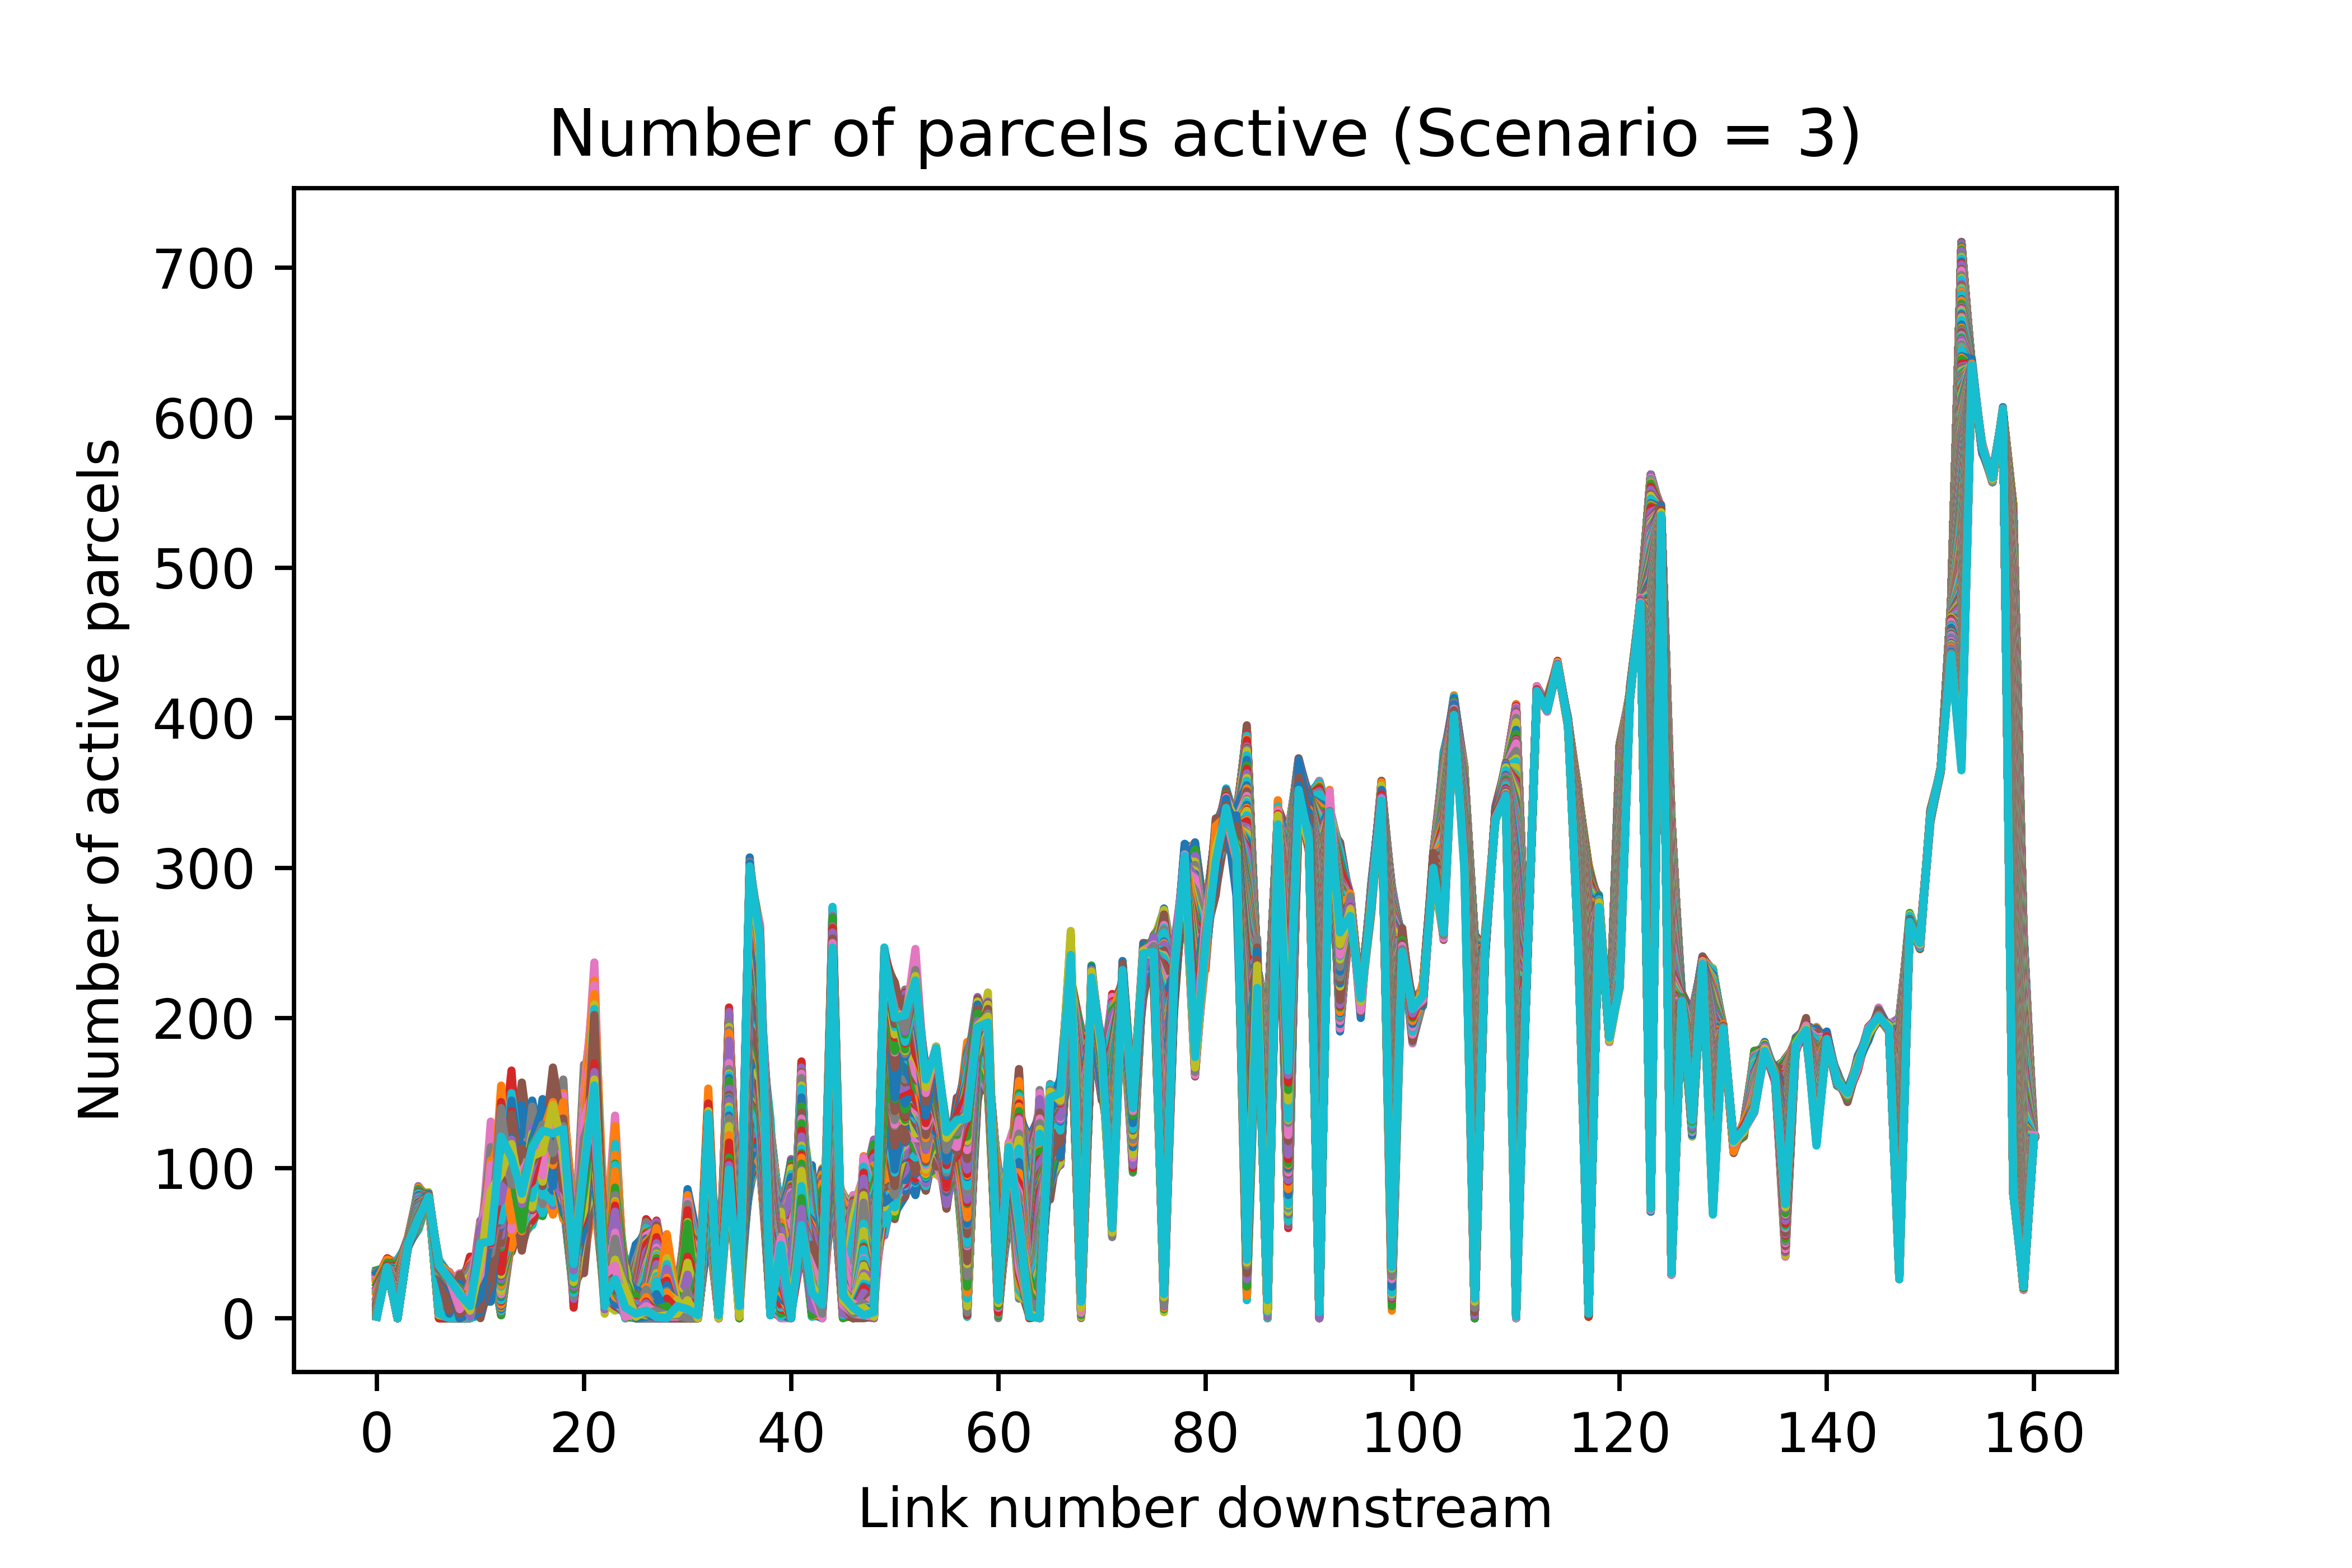 Number of parcels active (Scenario = 3)
Number of active parcels
700
600
500
400
300
200
100
0
0 20 40 60 80 100 120 140 160
Link number downstream